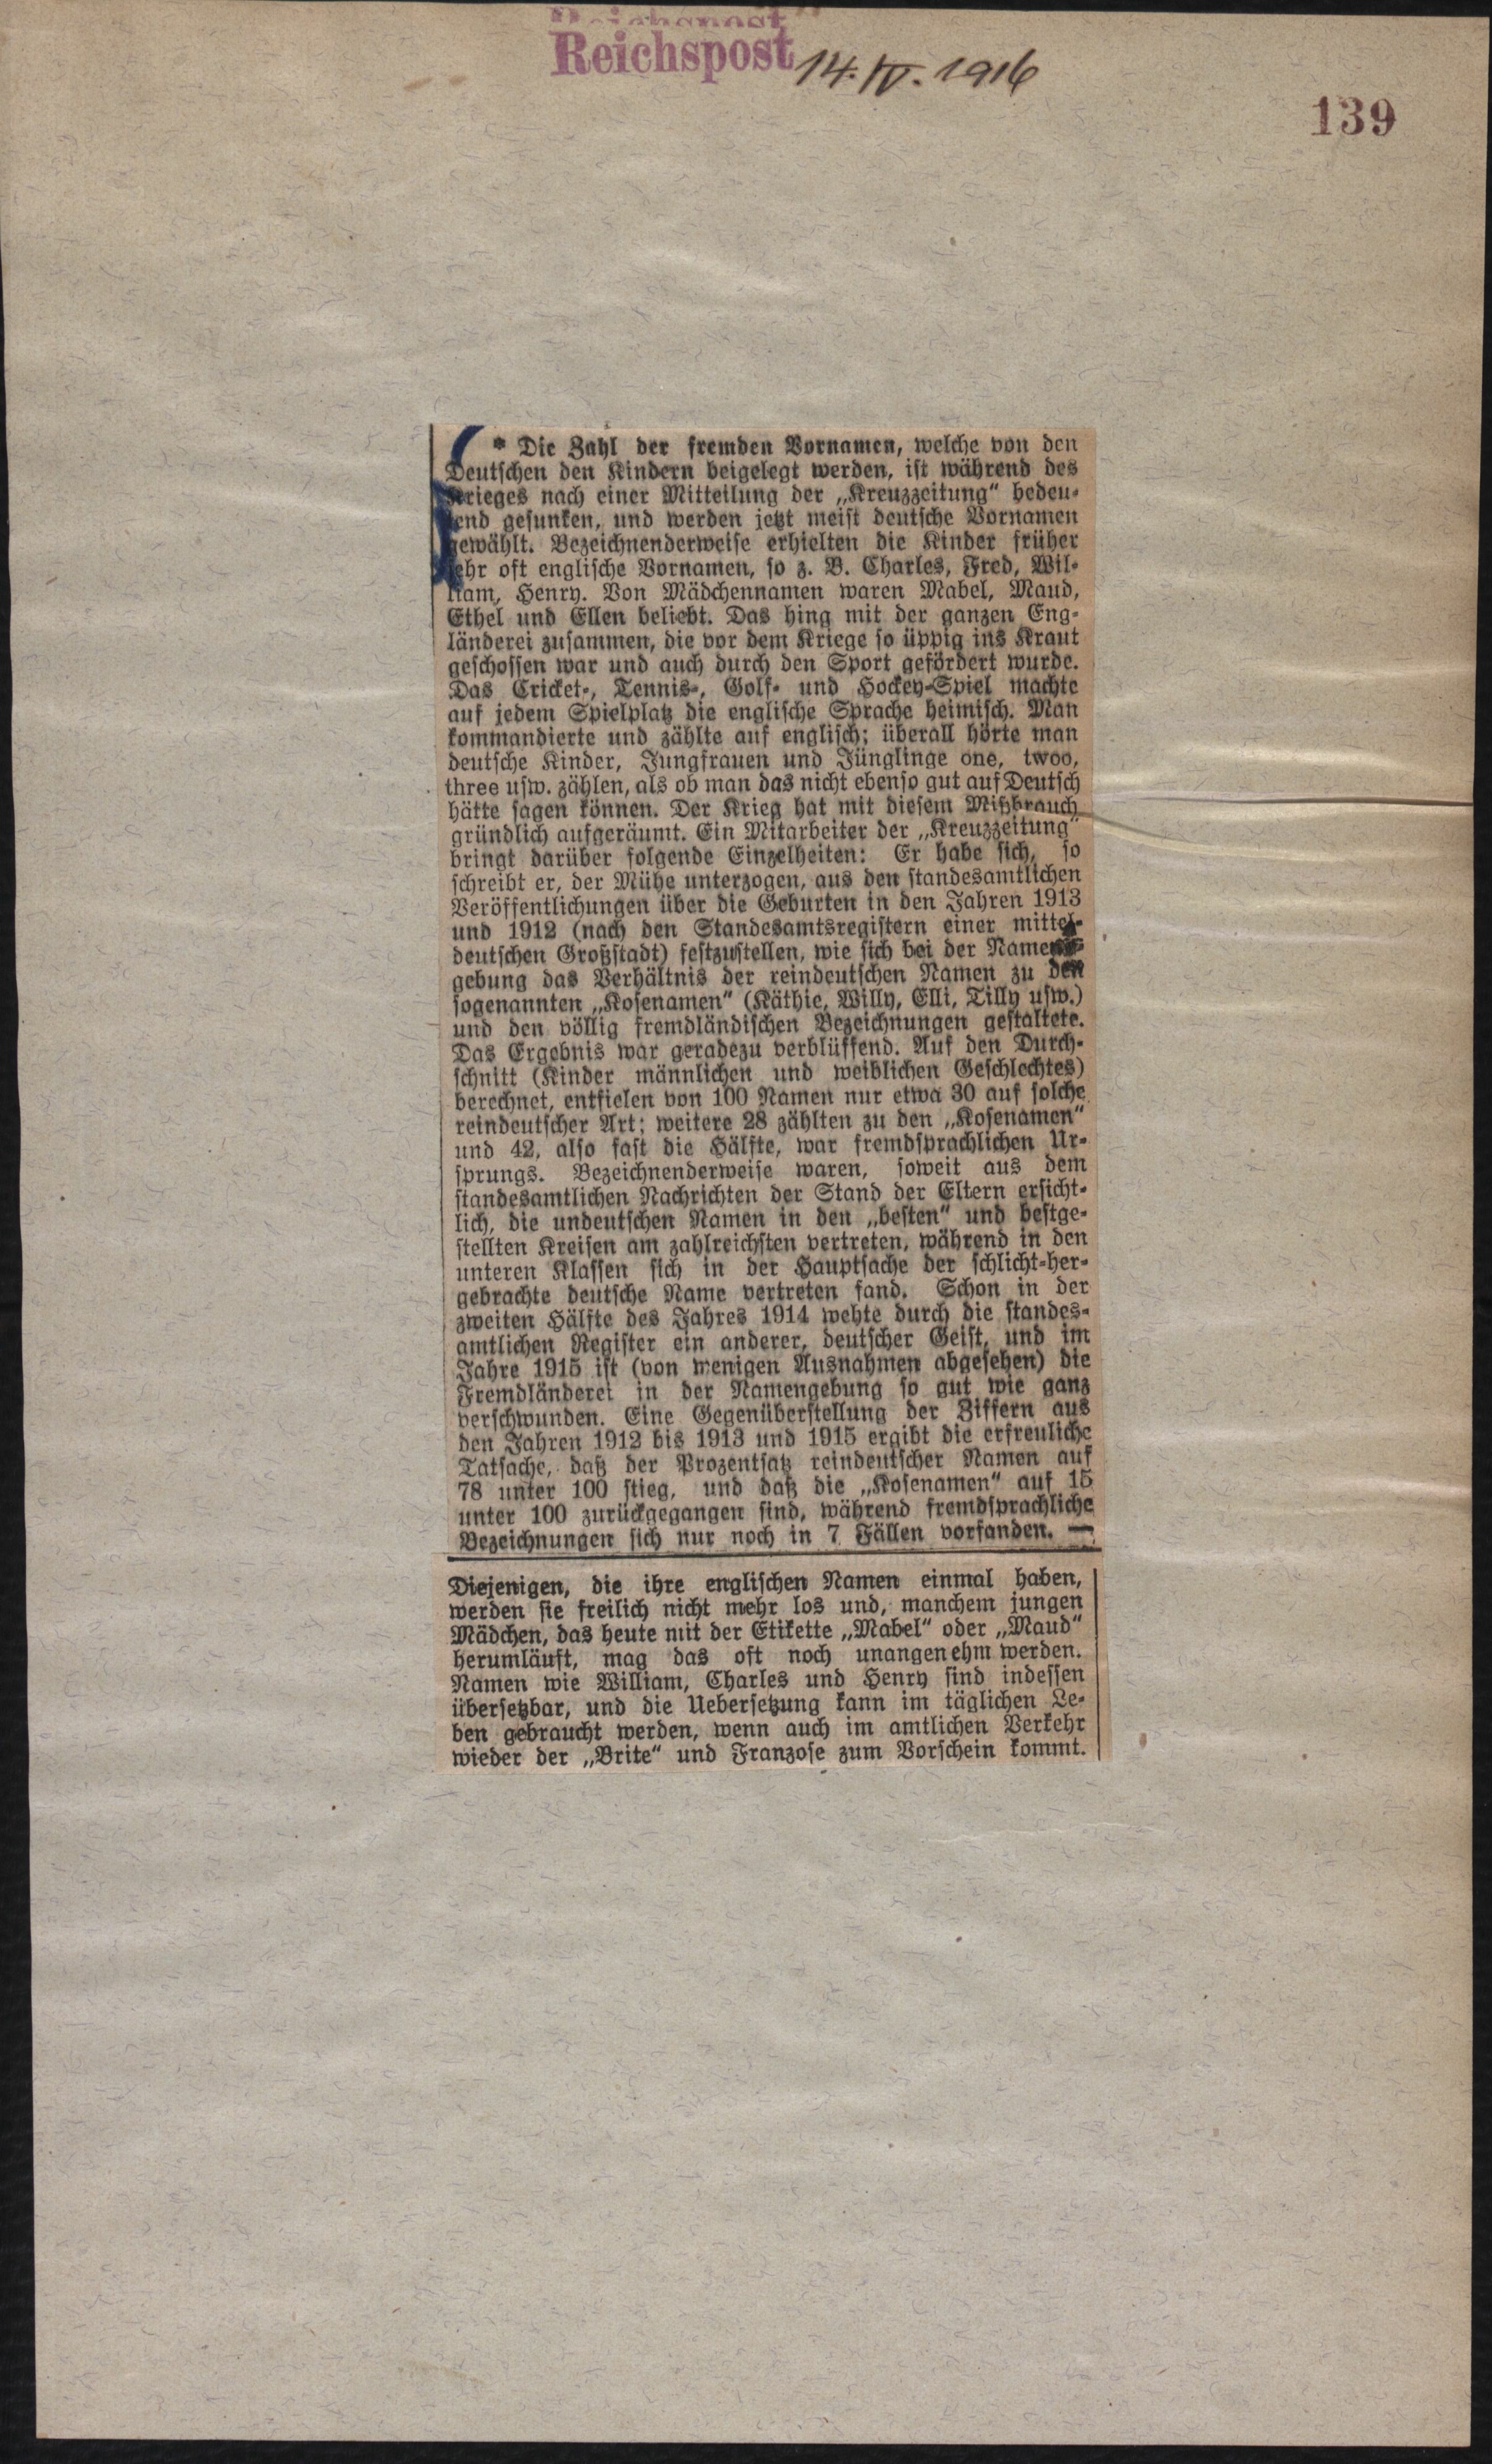 Reichspost
Reichspost 14. IV. 1916
139
* Die Zahl der fremden Vornamen, welche von den
Deutschen den Kindern beigelegt werden, ist während des
Krieges nach einer Mitteilung der „Kreuzzeitung“ bedeu-
tend gesunken, und werden jetzt meist deutsche Vornamen
gewählt. Bezeichnenderweise erhielten die Kinder früher
sehr oft englische Vornamen, so z. B. Charles, Fred, Wil-
liam, Henry. Von Mädchennamen waren Mabel, Maud,
Ethel und Ellen beliebt. Das hing mit der ganzen Eng-
länderei zusammen, die vor dem Kriege so üppig ins Kraut
geschossen war und auch durch den Sport gefördert wurde.
Das Cricket-, Tennis-, Golf- und Hockey-Spiel machte
auf jedem Spielplatz die englische Sprache heimisch. Man
kommandierte und zählte auf englisch; überall hörte man
deutsche Kinder, Jungfrauen und Jünglinge one, twoo,
three usw. zählen, als ob man das nicht ebenso gut auf Deutsch
hätte sagen können. Der Krieg hat mit diesem Mißbrauch
gründlich aufgeräumt. Ein Mitarbeiter der „Kreuzzeitung“
bringt darüber folgende Einzelheiten: Er habe sich, so
schreibt er, der Mühe unterzogen, aus den standesamtlichen
Veröffentlichungen über die Geburten in den Jahren 1913
und 1912 (nach den Standesamtsregistern einer mittel-
deutschen Großstadt) festzustellen, wie sich bei der Namens-
gebung das Verhältnis der reindeutschen Namen zu den
sogenannten „Kosenamen“ (Käthie, Willy, Elli, Tilly usw.)
und den völlig fremdländischen Bezeichnungen gestaltete.
Das Ergebnis war geradezu verblüffend. Auf den Durch-
schnitt (Kinder männlichen und weiblichen Geschlechtes)
berechnet, entfielen von 100 Namen nur etwa 30 auf solche
reindeutscher Art; weitere 28 zählten zu den „Kosenamen“
und 42, also fast die Hälfte, war fremdsprachlichen Ur-
sprungs. Bezeichnenderweise waren, soweit aus dem
standesamtlichen Nachrichten der Stand der Eltern ersicht-
lich, die undeutschen Namen in den „besten“ und bestge-
stellten Kreisen am zahlreichsten vertreten, während in den
unteren Klassen sich in der Hauptsache der schlicht-her-
gebrachte deutsche Name vertreten fand. Schon in der
zweiten Hälfte des Jahres 1914 wehte durch die standes-
amtlichen Register ein anderer, deutscher Geist, und im
Jahre 1915 ist (von wenigen Ausnahmen abgesehen) die
Fremdländerei in der Namengebung so gut wie ganz
verschwunden. Eine Gegenüberstellung der Ziffern aus
den Jahren 1912 bis 1913 und 1915 ergibt die erfreuliche
Tatsache, daß der Prozentsatz reindeutscher Namen auf
78 unter 100 stieg, und daß die „Kosenamen“ auf 15
unter 100 zurückgegangen sind, während fremdsprachliche
Bezeichnungen sich nur noch in 7 Fällen vorfanden. —
Diejenigen, die ihre englischen Namen einmal haben,
werden sie freilich nicht mehr los und, manchem jungen
Mädchen, das heute mit der Etikette „Mabel“ oder „Maud“
herumläuft, mag das oft noch unangenehm werden.
Namen wie William, Charles und Henry sind indessen
übersetzbar, und die Uebersetzung kann im täglichen Le-
ben gebraucht werden, wenn auch im amtlichen Verkehr
wieder der „Brite“ und Franzose zum Vorschein kommt.